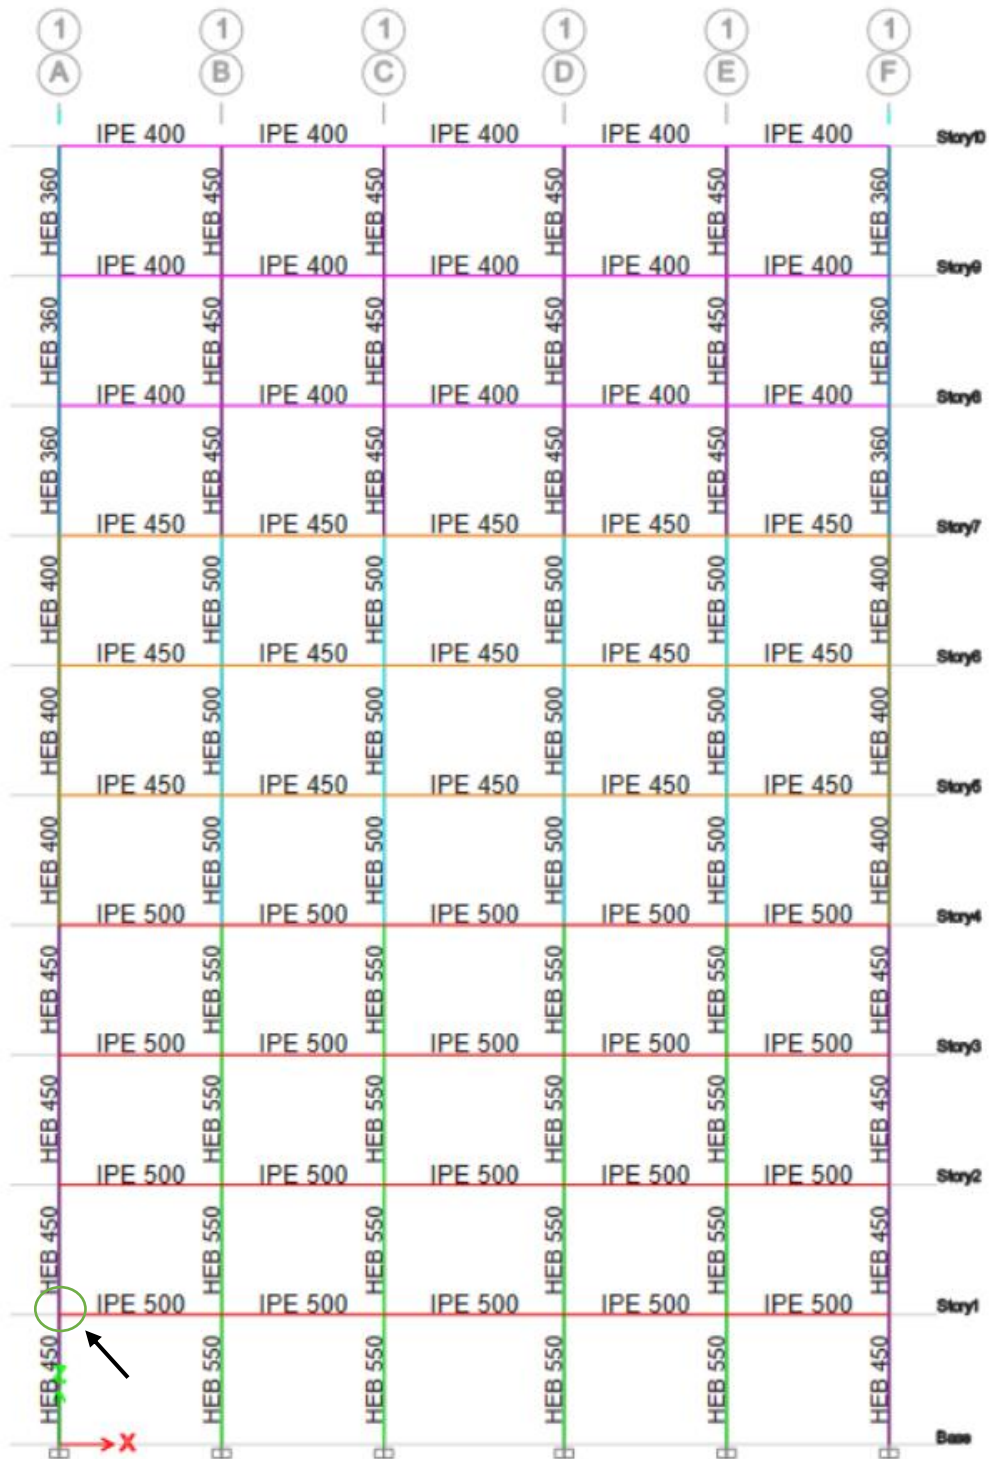 1 1 1 1 1 1
A B C D E F
IPE 400 IPE 400 IPE 400 IPE 400 IPE 400 Story10
HEB 360 HEB 450 HEB 450 HEB 450 HEB 450 HEB 360
IPE 400 IPE 400 IPE 400 IPE 400 IPE 400 Story9
HEB 360 HEB 450 HEB 450 HEB 450 HEB 450 HEB 360
IPE 400 IPE 400 IPE 400 IPE 400 IPE 400 Story8
HEB 360 HEB 450 HEB 450 HEB 450 HEB 450 HEB 360
IPE 450 IPE 450 IPE 450 IPE 450 IPE 450 Story7
HEB 400 HEB 500 HEB 500 HEB 500 HEB 500 HEB 400
IPE 450 IPE 450 IPE 450 IPE 450 IPE 450 Story6
HEB 400 HEB 500 HEB 500 HEB 500 HEB 500 HEB 400
IPE 450 IPE 450 IPE 450 IPE 450 IPE 450 Story5
HEB 400 HEB 500 HEB 500 HEB 500 HEB 500 HEB 400
IPE 500 IPE 500 IPE 500 IPE 500 IPE 500 Story4
HEB 450 HEB 550 HEB 550 HEB 550 HEB 550 HEB 450
IPE 500 IPE 500 IPE 500 IPE 500 IPE 500 Story3
HEB 450 HEB 550 HEB 550 HEB 550 HEB 550 HEB 450
IPE 500 IPE 500 IPE 500 IPE 500 IPE 500 Story2
HEB 450 HEB 550 HEB 550 HEB 550 HEB 550 HEB 450
IPE 500 IPE 500 IPE 500 IPE 500 IPE 500 Story1
HEB 450 HEB 550 HEB 550 HEB 550 HEB 550 HEB 450
Z
X Base